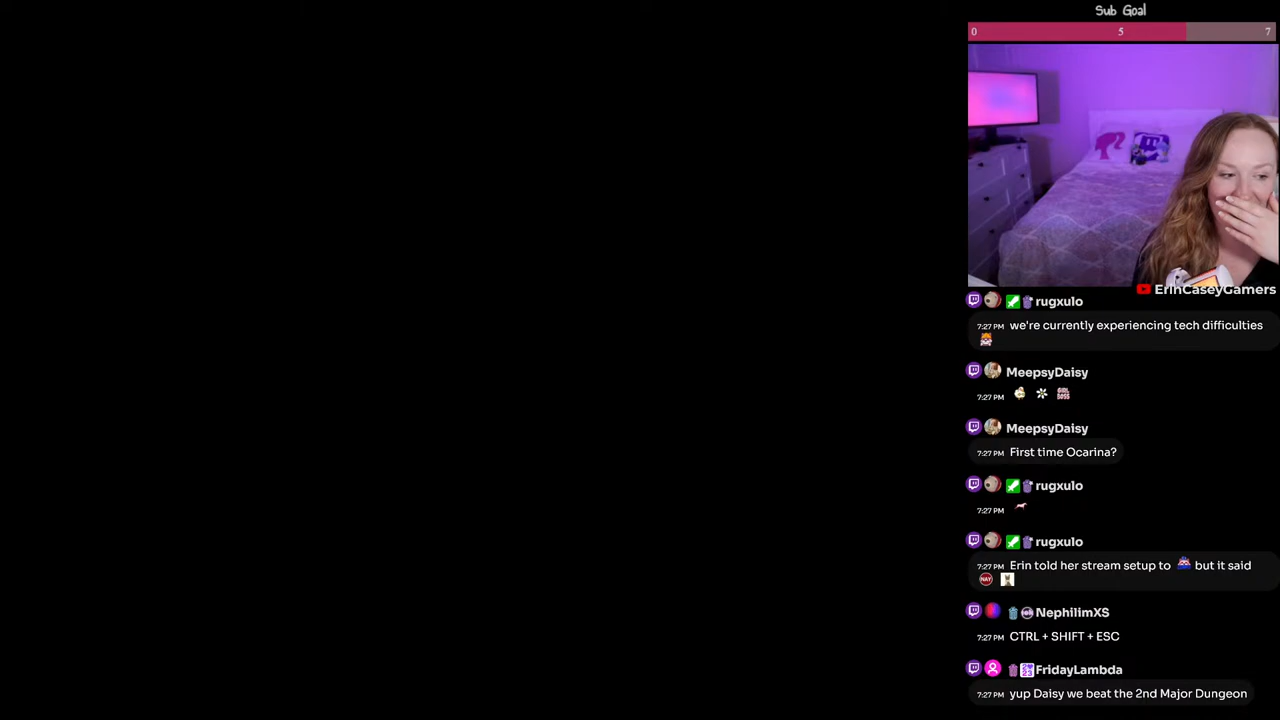 Sub Goal
0 5 7
ErinCaseyGamers
rugxulo
7:27 PM we're currently experiencing tech difficulties
MeepsyDaisy
7:27 PM GIRL BOSS
MeepsyDaisy
7:27 PM First time Ocarina?
rugxulo
7:27 PM
rugxulo
7:27 PM Erin told her stream setup to but it said
NAY
NephilimXS
7:27 PM CTRL + SHIFT + ESC
FridayLambda
7:27 PM yup Daisy we beat the 2nd Major Dungeon